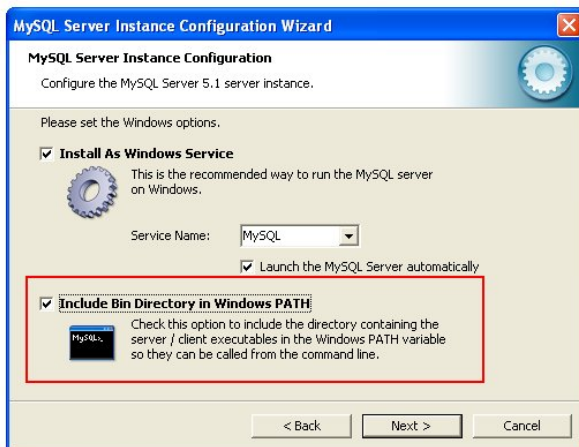 MySQL Server Instance Configuration Wizard
MySQL Server Instance Configuration
Configure the MySQL Server 5.1 server instance.
Please set the Windows options.
Install As Windows Service
This is the recommended way to run the MySQL server
on Windows.
Service Name: MySQL
Launch the MySQL Server automatically
Include Bin Directory in Windows PATH
MySQL>_
Check this option to include the directory containing the
server / client executables in the Windows PATH variable
so they can be called from the command line.
< Back Next > Cancel